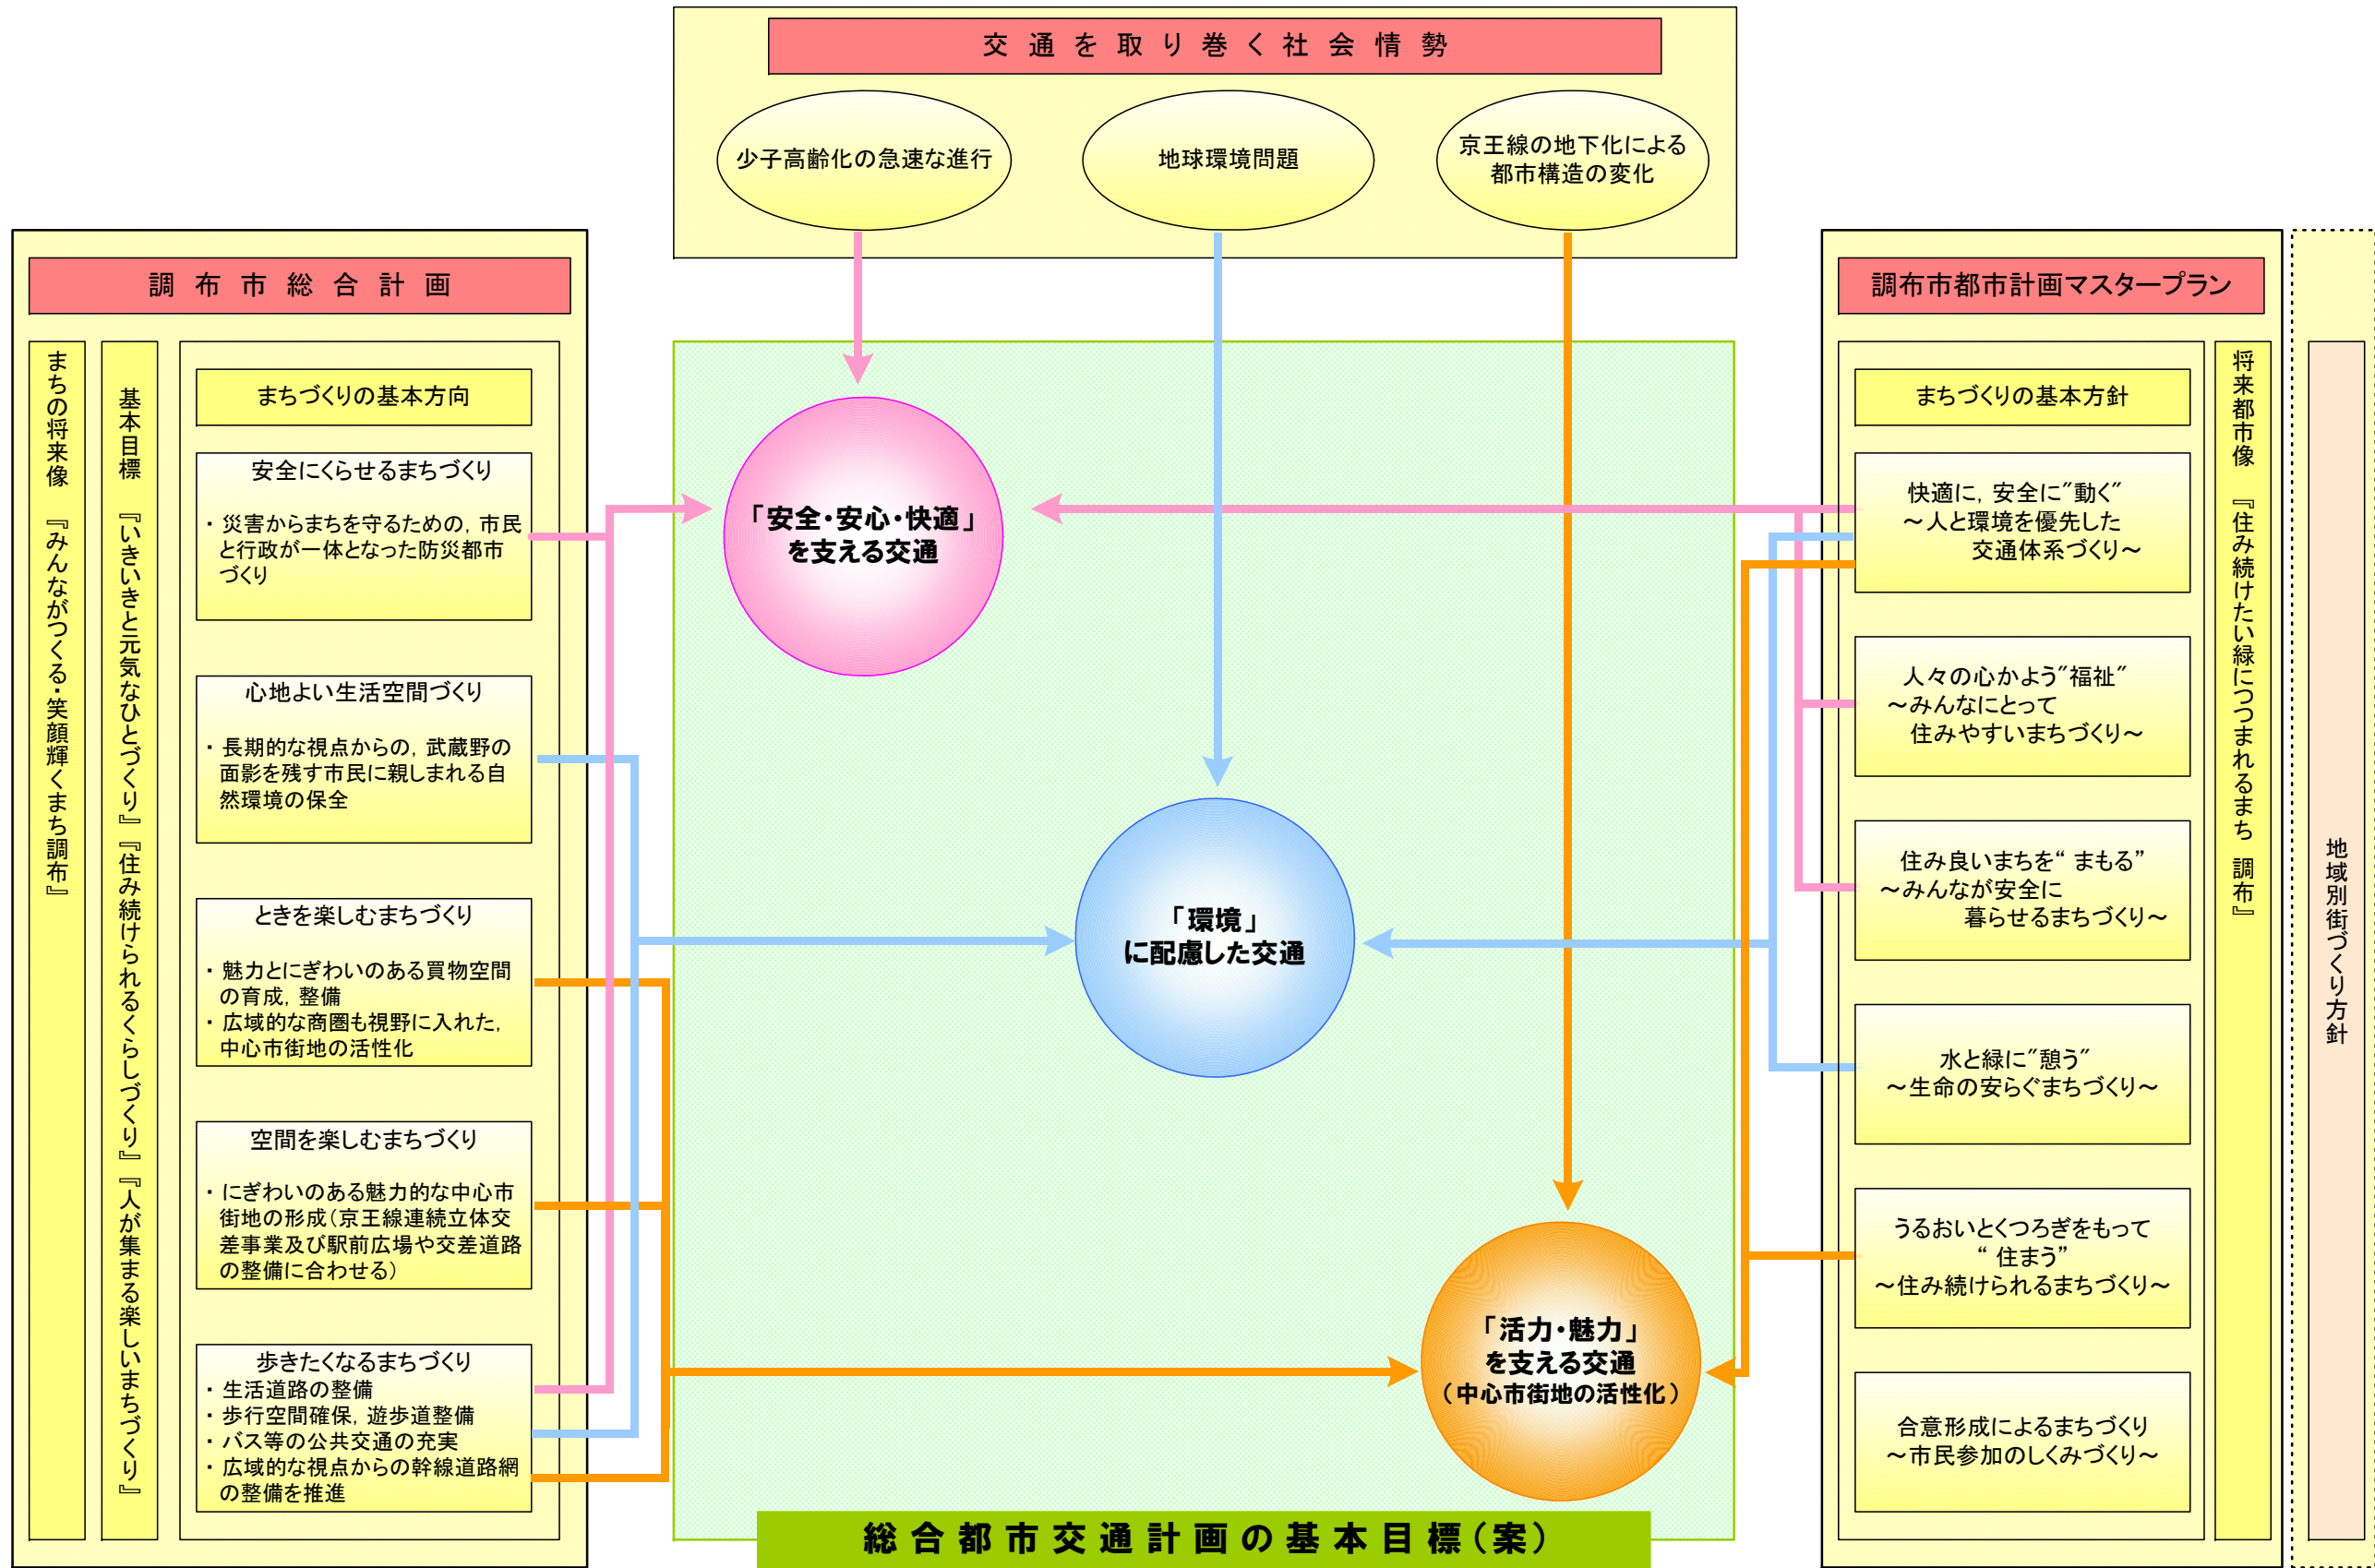 交通を取り巻く社会情勢
少子高齢化の急速な進行
地球環境問題
京王線の地下化による
都市構造の変化
調布市総合計画
まちの将来像 『みんながつくる・笑顔輝くまち調布』
基本目標 『いきいきと元気なひとづくり』『住み続けられるくらしづくり』『人が集まる楽しいまちづくり』
まちづくりの基本方向
安全にくらせるまちづくり
・災害からまちを守るための，市民
と行政が一体となった防災都市
づくり
心地よい生活空間づくり
・長期的な視点からの，武蔵野の
面影を残す市民に親しまれる自
然環境の保全
ときを楽しむまちづくり
・魅力とにぎわいのある買物空間
の育成，整備
・広域的な商圏も視野に入れた，
中心市街地の活性化
空間を楽しむまちづくり
・にぎわいのある魅力的な中心市
街地の形成（京王線連続立体交
差事業及び駅前広場や交差道路
の整備に合わせる）
歩きたくなるまちづくり
・生活道路の整備
・歩行空間確保，遊歩道整備
・バス等の公共交通の充実
・広域的な視点からの幹線道路網
の整備を推進
「安全・安心・快適」
を支える交通
「環境」
に配慮した交通
「活力・魅力」
を支える交通
（中心市街地の活性化）
総合都市交通計画の基本目標（案）
調布市都市計画マスタープラン
まちづくりの基本方針
快適に，安全に″動く″
～人と環境を優先した
交通体系づくり～
人々の心かよう″福祉″
～みんなにとって
住みやすいまちづくり～
住み良いまちを“まもる”
～みんなが安全に
暮らせるまちづくり～
水と緑に″憩う″
～生命の安らぐまちづくり～
うるおいとくつろぎをもって
“住まう”
～住み続けられるまちづくり～
合意形成によるまちづくり
～市民参加のしくみづくり～
将来都市像 『住み続けたい緑につつまれるまち 調布』
地域別街づくり方針